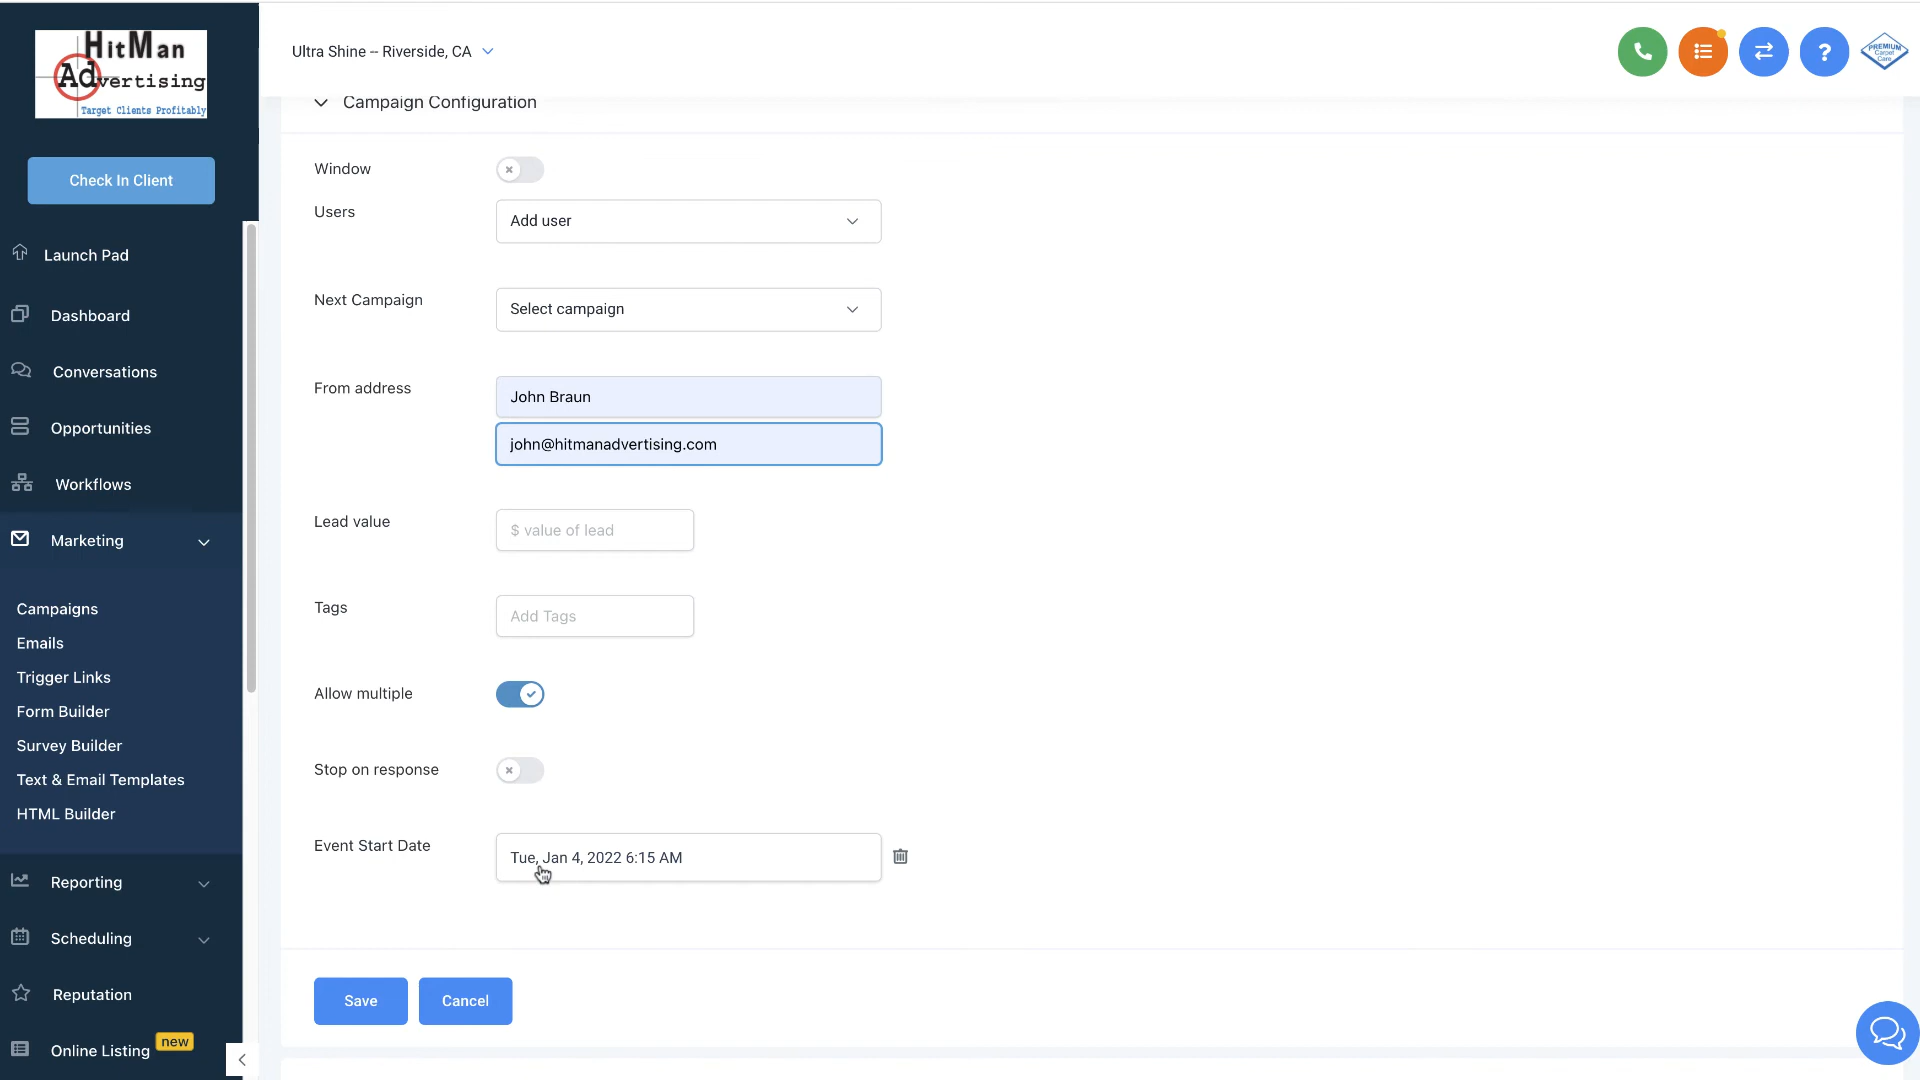 HitMan
Advertising
Target Clients Profitably
Check In Client
Launch Pad
Dashboard
Conversations
Opportunities
Workflows
Marketing
Campaigns
Emails
Trigger Links
Form Builder
Survey Builder
Text & Email Templates
HTML Builder
Reporting
Scheduling
Reputation
Online Listing new
Ultra Shine -- Riverside, CA
?
PREMIUM
Carpet
Care
Campaign Configuration
Window
Users
Add user
Next Campaign
Select campaign
From address
John Braun
john@hitmanadvertising.com
Lead value
$ value of lead
Tags
Add Tags
Allow multiple
Stop on response
Event Start Date
Tue, Jan 4, 2022 6:15 AM
Save
Cancel